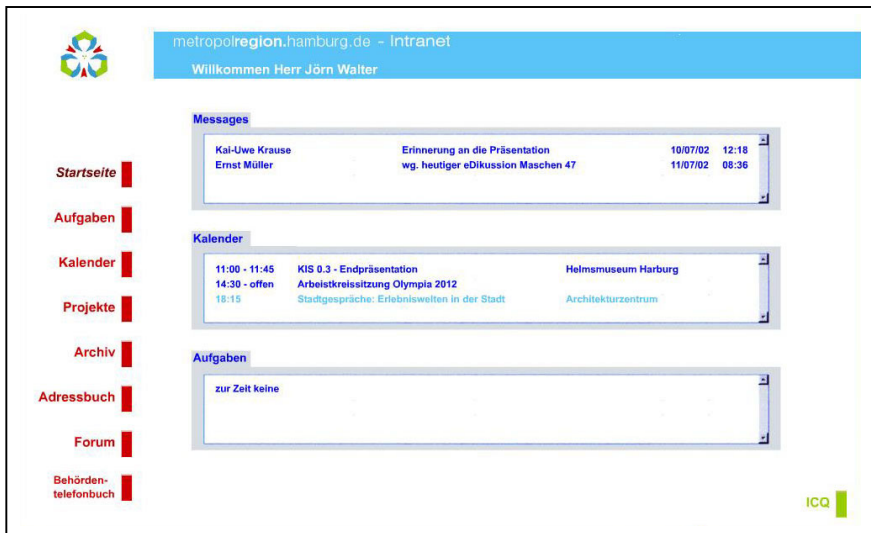 metropolregion.hamburg.de - Intranet
Willkommen Herr Jörn Walter
Startseite
Aufgaben
Kalender
Projekte
Archiv
Adressbuch
Forum
Behörden-
telefonbuch
Messages
Kai-Uwe Krause Erinnerung an die Präsentation 10/07/02 12:18
Ernst Müller wg. heutiger eDikussion Maschen 47 11/07/02 08:36
Kalender
11:00 - 11:45 KIS 0.3 - Endpräsentation Helmsmuseum Harburg
14:30 - offen Arbeistkreissitzung Olympia 2012
18:15 Stadtgespräche: Erlebniswelten in der Stadt Architekturzentrum
Aufgaben
zur Zeit keine
ICQ